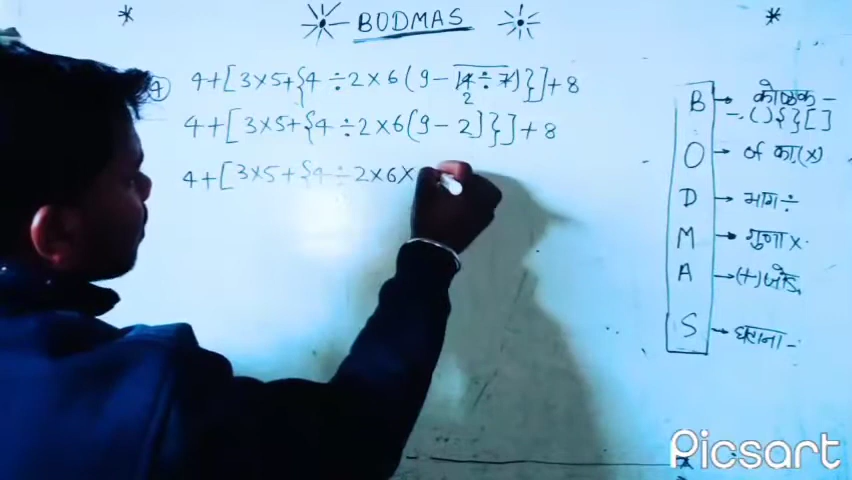 * BODMAS *
4+[3×5+{4÷2×6(9-14÷7)}]+8
4+[3×5+{4÷2×6(9-2)}]+8
4+[3×5+{4÷2×6×
B → कोष्ठक -
-.(){}[]
O → of का(×)
D → भाग÷
M → गुणा×
A → (+)जोड़
S → घटाना-
Picsart